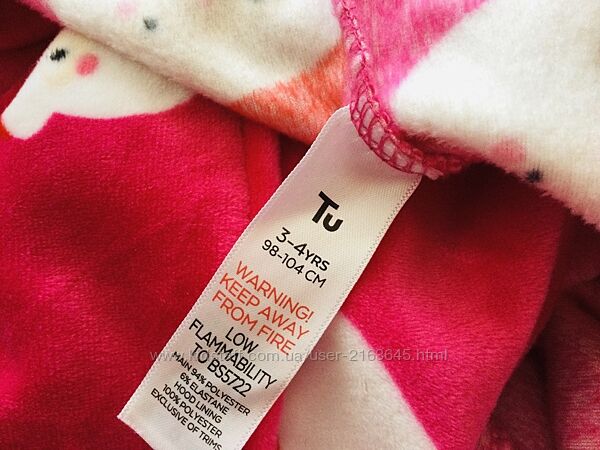 Tu
3-4YRS
98-104 CM
WARNING!
KEEP AWAY
FROM FIRE
LOW
FLAMMABILITY
TO BS5722
MAIN 94% POLYESTER
6% ELASTANE
HOOD LINING
100% POLYESTER
EXCLUSIVE OF TRIMS